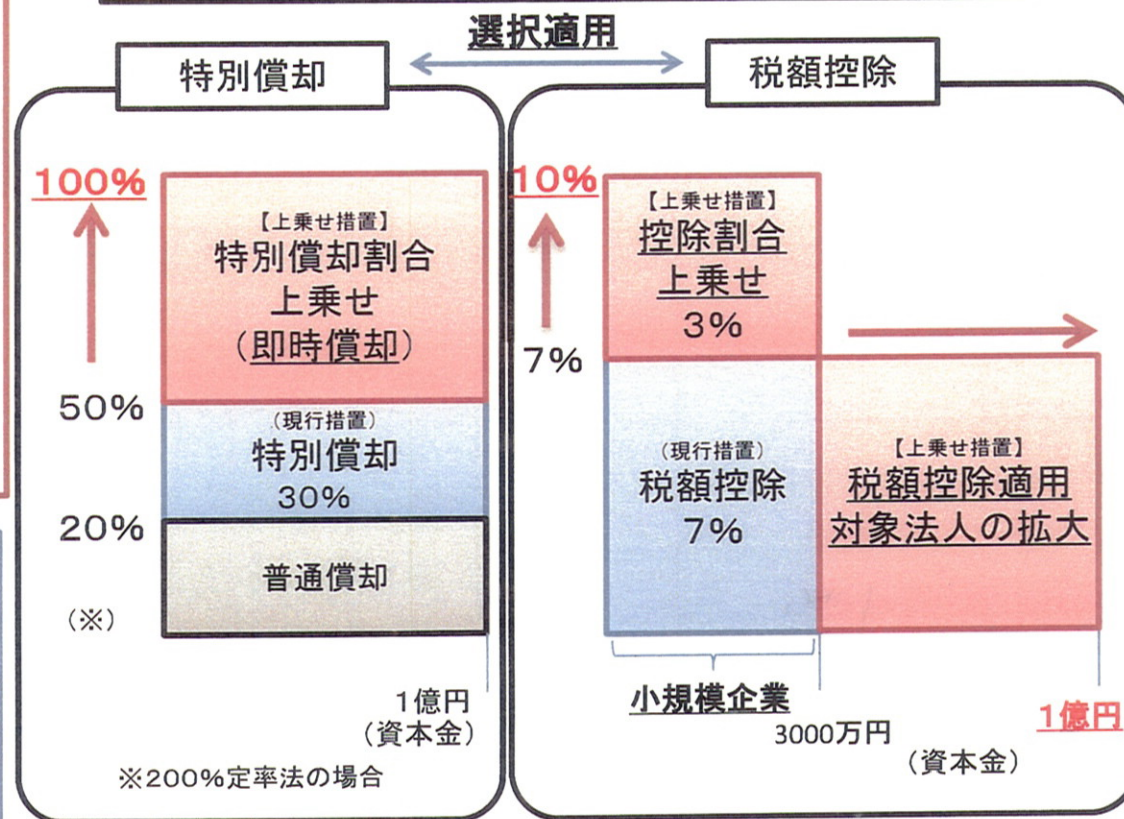 選択適用
特別償却
100%
【上乗せ措置】
特別償却割合
上乗せ
(即時償却)
50%
(現行措置)
特別償却
30%
20%
普通償却
(※)
1億円
(資本金)
※200%定率法の場合
税額控除
10%
【上乗せ措置】
控除割合
上乗せ
3%
7%
(現行措置)
税額控除
7%
【上乗せ措置】
税額控除適用
対象法人の拡大
小規模企業
3000万円
1億円
(資本金)